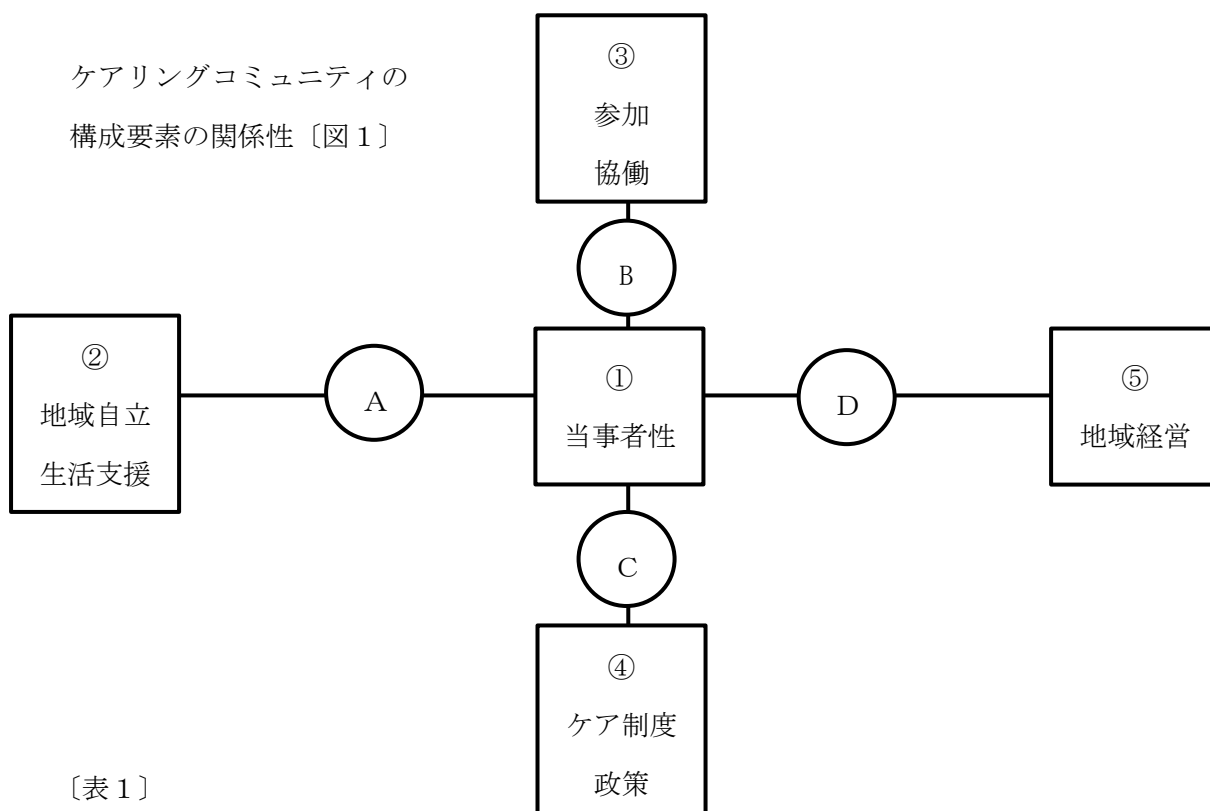 ケアリングコミュニティの
構成要素の関係性〔図１〕
③
参加
協働
B
②
地域自立
生活支援
A
①
当事者性
D
⑤
地域経営
C
④
ケア制度
政策
〔表１〕